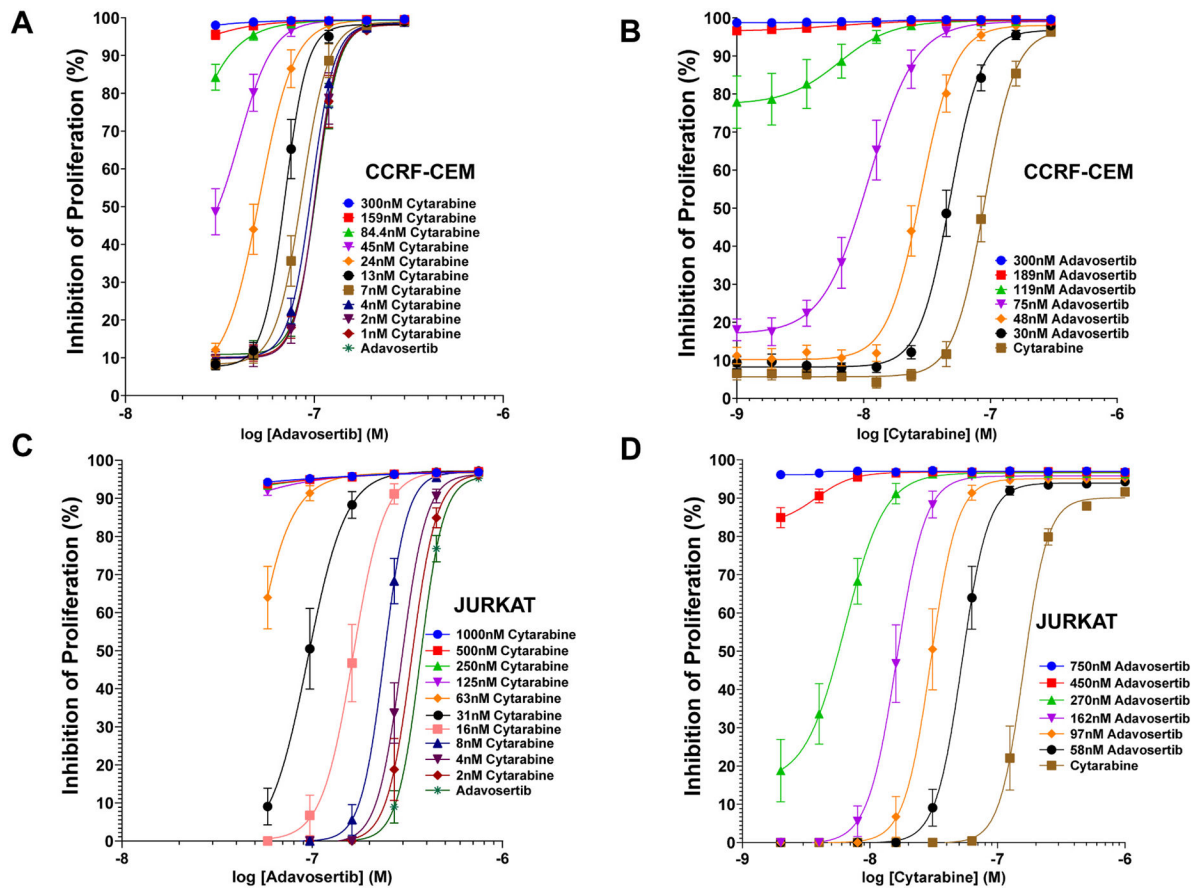 A
Inhibition of Proliferation (%)
100
90
80
70
60
50
40
30
20
10
0
CCRF-CEM
300nM Cytarabine
159nM Cytarabine
84.4nM Cytarabine
45nM Cytarabine
24nM Cytarabine
13nM Cytarabine
7nM Cytarabine
4nM Cytarabine
2nM Cytarabine
1nM Cytarabine
Adavosertib
-8 -7 -6
log [Adavosertib] (M)
B
Inhibition of Proliferation (%)
100
90
80
70
60
50
40
30
20
10
0
CCRF-CEM
300nM Adavosertib
189nM Adavosertib
119nM Adavosertib
75nM Adavosertib
48nM Adavosertib
30nM Adavosertib
Cytarabine
-9 -8 -7 -6
log [Cytarabine] (M)
C
Inhibition of Proliferation (%)
100
90
80
70
60
50
40
30
20
10
0
JURKAT
1000nM Cytarabine
500nM Cytarabine
250nM Cytarabine
125nM Cytarabine
63nM Cytarabine
31nM Cytarabine
16nM Cytarabine
8nM Cytarabine
4nM Cytarabine
2nM Cytarabine
Adavosertib
-8 -7 -6
log [Adavosertib] (M)
D
Inhibition of Proliferation (%)
100
90
80
70
60
50
40
30
20
10
0
JURKAT
750nM Adavosertib
450nM Adavosertib
270nM Adavosertib
162nM Adavosertib
97nM Adavosertib
58nM Adavosertib
Cytarabine
-9 -8 -7 -6
log [Cytarabine] (M)